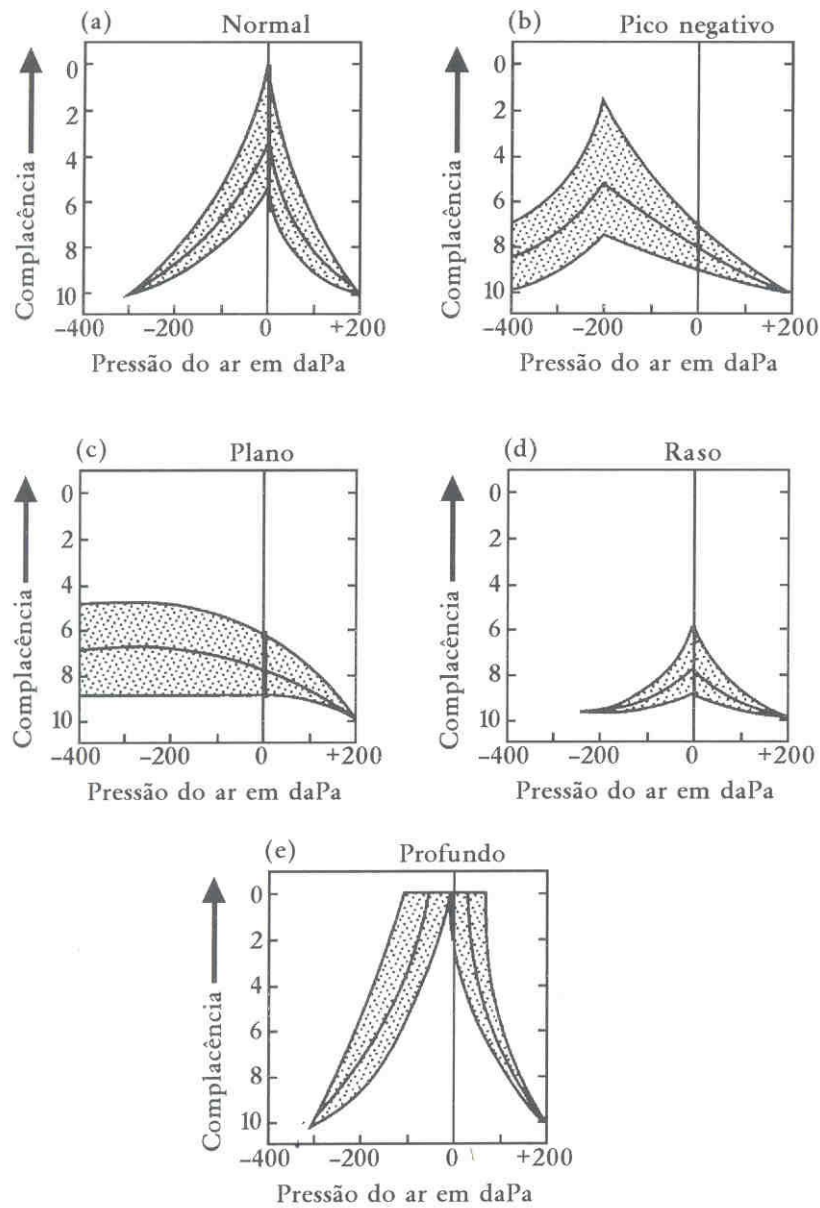 (a) Normal
Complacência
0
2
4
6
8
10
−400 −200 0 +200
Pressão do ar em daPa
(b) Pico negativo
Complacência
0
2
4
6
8
10
−400 −200 0 +200
Pressão do ar em daPa
(c) Plano
Complacência
0
2
4
6
8
10
−400 −200 0 +200
Pressão do ar em daPa
(d) Raso
Complacência
0
2
4
6
8
10
−400 −200 0 +200
Pressão do ar em daPa
(e) Profundo
Complacência
0
2
4
6
8
10
−400 −200 0 +200
Pressão do ar em daPa